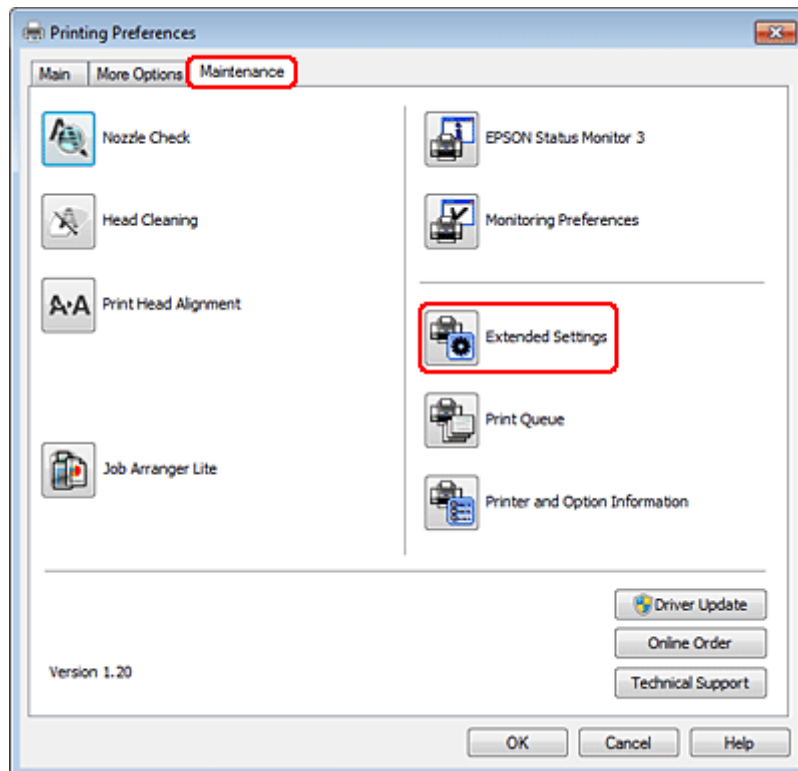 Printing Preferences
Main
More Options
Maintenance
Nozzle Check
Head Cleaning
A·A Print Head Alignment
Job Arranger Lite
EPSON Status Monitor 3
Monitoring Preferences
Extended Settings
Print Queue
Printer and Option Information
Driver Update
Online Order
Technical Support
Version 1.20
OK
Cancel
Help